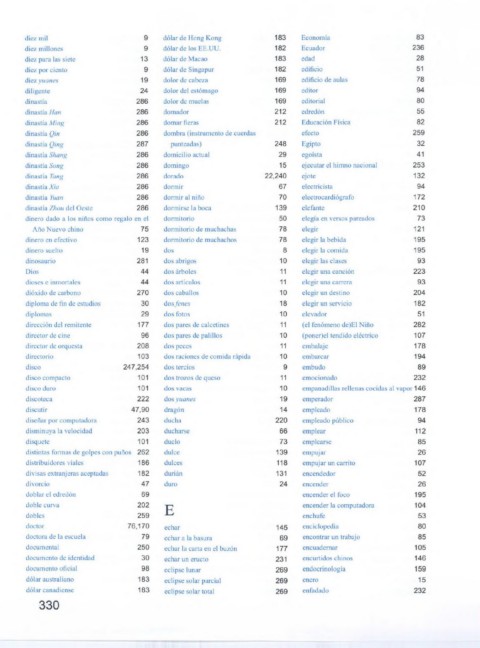 diez mil 9
diez millones 9
diez para las siete 13
diez por ciento 9
diez yuanes 19
diligente 24
dinastía 286
dinastía Han 286
dinastía Ming 286
dinastía Qin 286
dinastía Qing 287
dinastía Shang 286
dinastía Song 286
dinastía Tang 286
dinastía Xia 286
dinastía Yuan 286
dinastía Zhou del Oeste 286
dinero dado a los niños como regalo en el
Año Nuevo chino 75
dinero en efectivo 123
dinero suelto 19
dinosaurio 281
Dios 44
dioses e inmortales 44
dióxido de carbono 270
diploma de fin de estudios 30
diplomas 29
dirección del remitente 177
director de cine 96
director de orquesta 208
directorio 103
disco 247,254
disco compacto 101
disco duro 101
discoteca 222
discutir 47,90
diseños por computadora 243
disminuya la velocidad 203
disquete 101
distintas formas de golpes con puños 262
distribuidores viales 186
divisas extranjeras aceptadas 182
divorcio 47
doblar el edredón 69
doble curva 202
dobles 259
doctor 76,170
doctora de la escuela 79
documental 250
documento de identidad 30
documento oficial 98
dólar australiano 183
dólar canadiense 183
dólar de Hong Kong 183
dólar de los EE.UU. 182
dólar de Macao 183
dólar de Singapur 182
dolor de cabeza 169
dolor del estómago 169
dolor de muelas 169
domador 212
domar fieras 212
dombra (instrumento de cuerdas
punteadas) 248
domicilio actual 29
domingo 15
dorado 22,240
dormir 67
dormir al niño 70
dormirse la boca 139
dormitorio 50
dormitorio de muchachas 78
dormitorio de muchachos 78
dos 8
dos abrigos 10
dos árboles 11
dos artículos 11
dos caballos 10
dos fenes 18
dos fotos 10
dos pares de calcetines 11
dos pares de palillos 10
dos peces 11
dos raciones de comida rápida 10
dos tercios 9
dos trozos de queso 11
dos vacas 10
dos yuanes 19
dragón 14
ducha 220
ducharse 66
duelo 73
dulce 139
dulces 118
durián 131
duro 24
E
echar 145
echar a la basura 69
echar la carta en el buzón 177
echar un eructo 231
eclipse lunar 269
eclipse solar parcial 269
eclipse solar total 269
Economía 83
Ecuador 236
edad 28
edificio 51
edificio de aulas 78
editor 94
editorial 80
edredón 55
Educación Física 82
efecto 259
Egipto 32
egoísta 41
ejecutar el himno nacional 253
ejote 132
electricista 94
electrocardiógrafo 172
elefante 210
elegía en versos pareados 73
elegir 121
elegir la bebida 195
elegir la comida 195
elegir las clases 93
elegir una canción 223
elegir una carrera 93
elegir un destino 204
elegir un servicio 182
elevador 51
(el fenómeno de)El Niño 282
(poner)el tendido eléctrico 107
embalaje 178
embarcar 194
embudo 89
emocionado 232
empanadillas rellenas cocidas al vapor 146
emperador 287
empleado 178
empleado público 94
emplear 112
emplearse 85
empujar 26
empujar un carrito 107
encendedor 52
encender 26
encender el foco 195
encender la computadora 104
enchufe 53
enciclopedia 80
encontrar un trabajo 85
encuadernar 105
encurtidos chinos 146
endocrinología 159
enero 15
enfadado 232
330